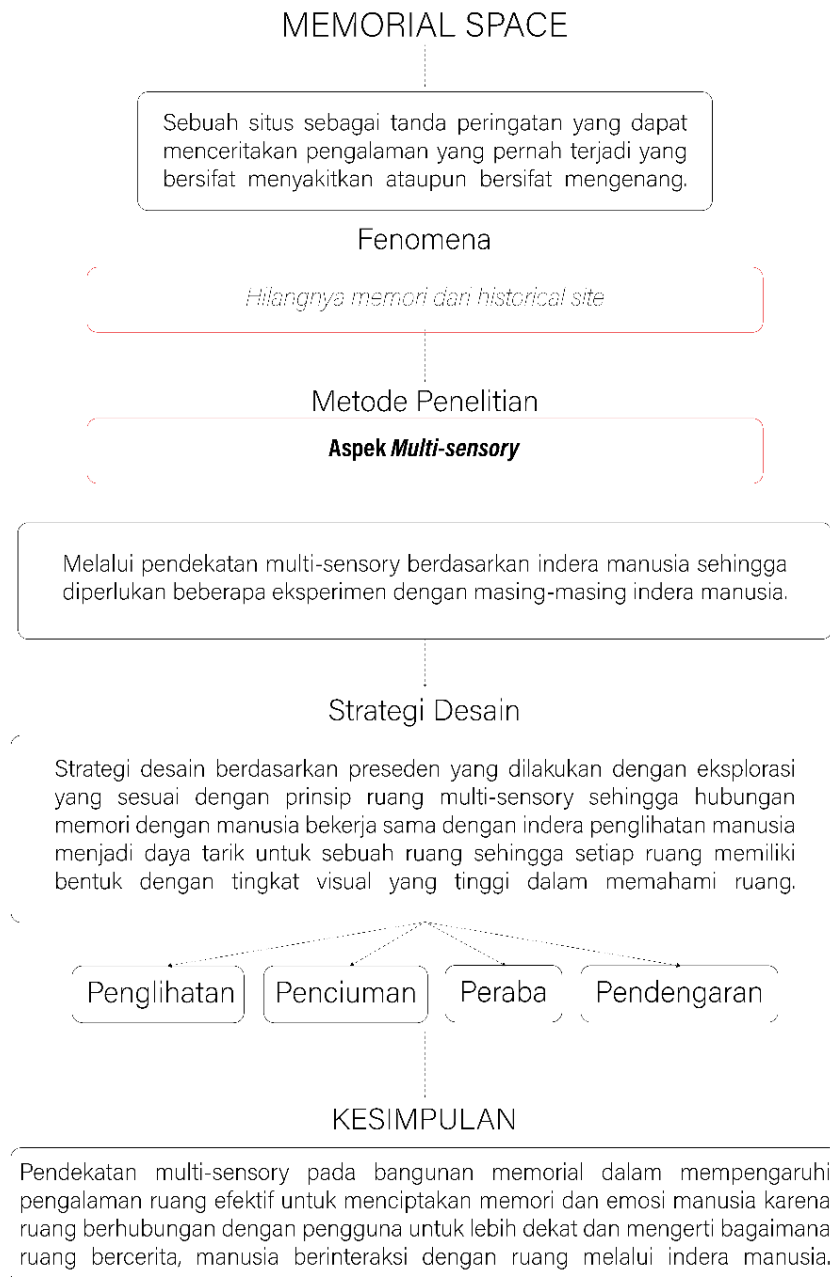 MEMORIAL SPACE
Sebuah situs sebagai tanda peringatan yang dapat
menceritakan pengalaman yang pernah terjadi yang
bersifat menyakitkan ataupun bersifat mengenang.
Fenomena
Hilangnya memori dari historical site
Metode Penelitian
Aspek Multi-sensory
Melalui pendekatan multi-sensory berdasarkan indera manusia sehingga
diperlukan beberapa eksperimen dengan masing-masing indera manusia.
Strategi Desain
Strategi desain berdasarkan preseden yang dilakukan dengan eksplorasi
yang sesuai dengan prinsip ruang multi-sensory sehingga hubungan
memori dengan manusia bekerja sama dengan indera penglihatan manusia
menjadi daya tarik untuk sebuah ruang sehingga setiap ruang memiliki
bentuk dengan tingkat visual yang tinggi dalam memahami ruang.
Penglihatan Penciuman Peraba Pendengaran
KESIMPULAN
Pendekatan multi-sensory pada bangunan memorial dalam mempengaruhi
pengalaman ruang efektif untuk menciptakan memori dan emosi manusia karena
ruang berhubungan dengan pengguna untuk lebih dekat dan mengerti bagaimana
ruang bercerita, manusia berinteraksi dengan ruang melalui indera manusia.